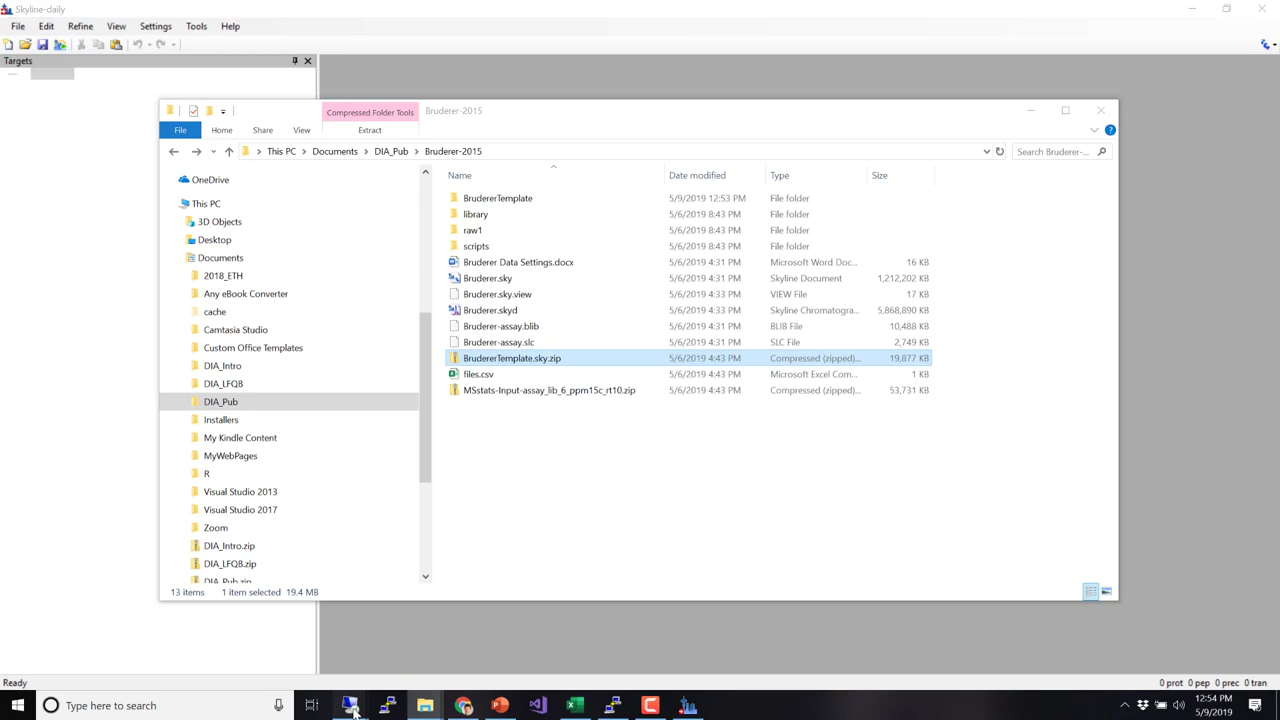 Skyline-daily
File Edit Refine View Settings Tools Help
Targets
Compressed Folder Tools Bruderer-2015
File Home Share View Extract
This PC Documents DIA_Pub Bruderer-2015 Search Bruderer-...
Name Date modified Type Size
OneDrive
This PC
3D Objects
Desktop
Documents
2018_ETH
Any eBook Converter
cache
Camtasia Studio
Custom Office Templates
DIA_Intro
DIA_LFQB
DIA_Pub
Installers
My Kindle Content
MyWebPages
R
Visual Studio 2013
Visual Studio 2017
Zoom
DIA_Intro.zip
DIA_LFQB.zip
DIA_Pub.zip
BrudererTemplate 5/9/2019 12:53 PM File folder
library 5/6/2019 8:43 PM File folder
raw1 5/6/2019 8:43 PM File folder
scripts 5/6/2019 8:43 PM File folder
Bruderer Data Settings.docx 5/6/2019 4:31 PM Microsoft Word Doc... 16 KB
Bruderer.sky 5/6/2019 4:31 PM Skyline Document 1,212,202 KB
Bruderer.sky.view 5/6/2019 4:33 PM VIEW File 17 KB
Bruderer.skyd 5/6/2019 4:33 PM Skyline Chromatogra... 5,868,890 KB
Bruderer-assay.blib 5/6/2019 4:31 PM BLIB File 10,488 KB
Bruderer-assay.slc 5/6/2019 4:31 PM SLC File 2,749 KB
BrudererTemplate.sky.zip 5/6/2019 4:43 PM Compressed (zipped)... 19,877 KB
files.csv 5/6/2019 4:43 PM Microsoft Excel Com... 1 KB
MSstats-Input-assay_lib_6_ppm15c_rt10.zip 5/6/2019 4:43 PM Compressed (zipped)... 53,731 KB
13 items 1 item selected 19.4 MB
Ready 0 prot 0 pep 0 prec 0 tran
Type here to search 12:54 PM
5/9/2019